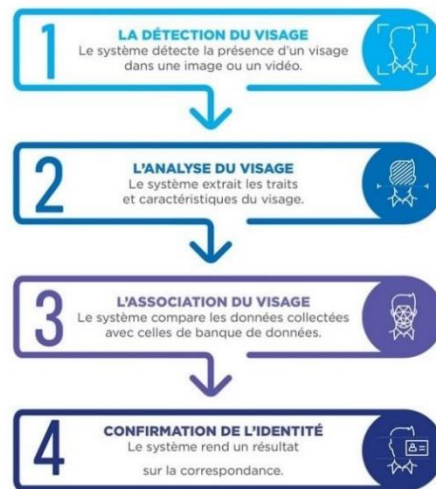 1
LA DÉTECTION DU VISAGE
Le système détecte la présence d'un visage
dans une image ou un vidéo.
2
L'ANALYSE DU VISAGE
Le système extrait les traits
et caractéristiques du visage.
3
L'ASSOCIATION DU VISAGE
Le système compare les données collectées
avec celles de banque de données.
4
CONFIRMATION DE L'IDENTITÉ
Le système rend un résultat
sur la correspondance.